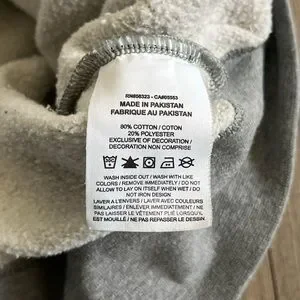 RN#58323 - CA#05553
MADE IN PAKISTAN
FABRIQUE AU PAKISTAN
80% COTTON / COTON
20% POLYESTER
EXCLUSIVE OF DECORATION /
DECORATION NON COMPRISE
WASH INSIDE OUT / WASH WITH LIKE
COLORS / REMOVE IMMEDIATELY / DO NOT
ALLOW TO LAY ON ITSELF WHEN WET / DO
NOT IRON DESIGN
LAVER A L'ENVERS / LAVER AVEC COULEURS
SIMILAIRES / ENLEVER IMMEDIATEMENT / NE
PAS LAISSER LE VÊTEMENT PLIÉ LORSQU'IL
EST MOUILLÉ / NE PAS REPASSER LE DESSIN